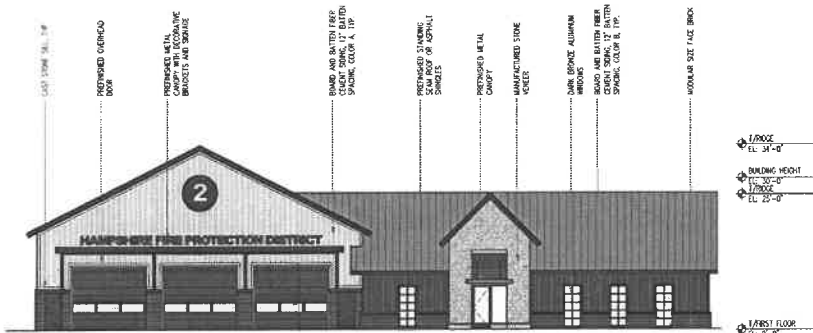 CAST STONE SILL, TYP.
PREFINISHED OVERHEAD
DOOR
PREFINISHED METAL
CANOPY WITH DECORATIVE
BRACKETS AND SIGNAGE
BOARD AND BATTEN FIBER
CEMENT SIDING, 12" BATTEN
SPACING, COLOR A, TYP.
PREFINISHED STANDING
SEAM ROOF OR ASPHALT
SHINGLES
PREFINISHED METAL
CANOPY
MANUFACTURED STONE
VENEER
DARK BRONZE ALUMINUM
WINDOWS
BOARD AND BATTEN FIBER
CEMENT SIDING, 12" BATTEN
SPACING, COLOR B, TYP.
MODULAR SIZE FACE BRICK
T/RIDGE
EL: 34'-0"
BUILDING HEIGHT
EL: 30'-0"
T/RIDGE
EL: 25'-0"
2
HAMPSHIRE FIRE PROTECTION DISTRICT
T/FIRST FLOOR